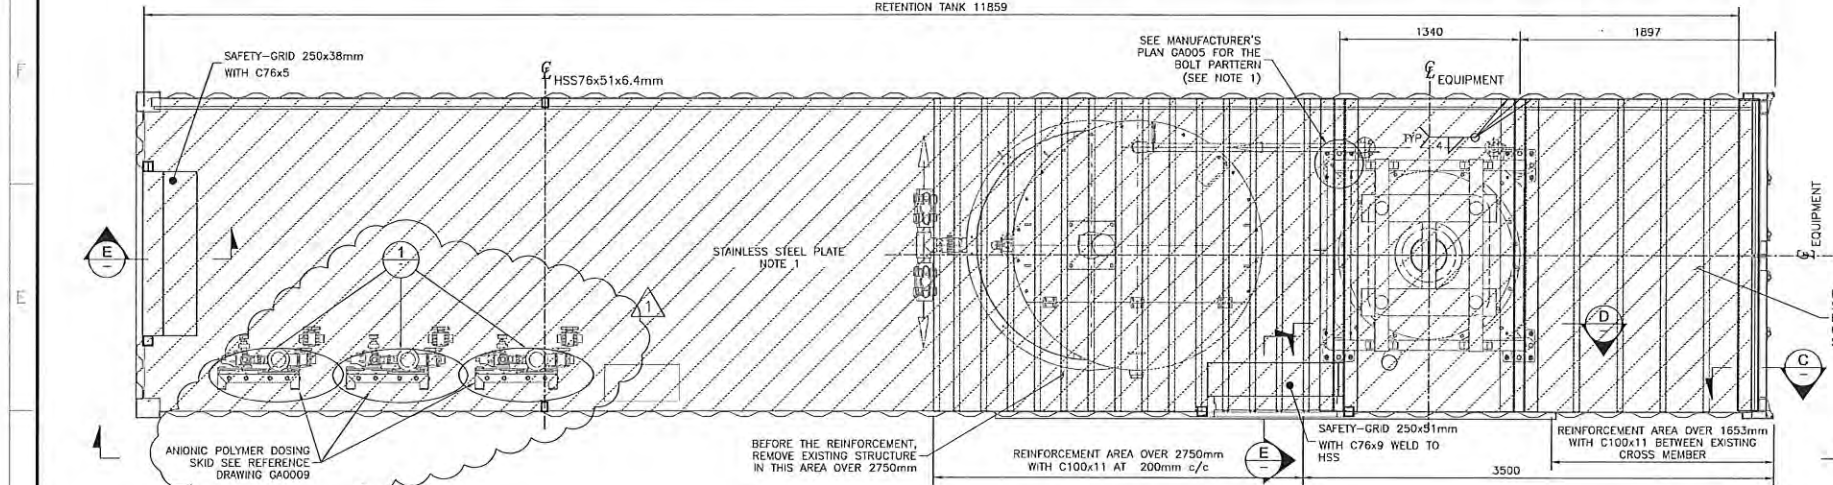 RETENTION TANK 11859
SAFETY-GRID 250x38mm
WITH C76x5
℄ HSS76x51x6.4mm
SEE MANUFACTURER'S
PLAN GA005 FOR THE
BOLT PARTTERN
(SEE NOTE 1)
1340
1897
℄ EQUIPMENT
F
TYP
4
E
-
STAINLESS STEEL PLATE
NOTE 1
1
-
1
E
℄ EQUIPMENT
D
-
C
-
ANIONIC POLYMER DOSING
SKID SEE REFERENCE
DRAWING GA0009
BEFORE THE REINFORCEMENT,
REMOVE EXISTING STRUCTURE
IN THIS AREA OVER 2750mm
REINFORCEMENT AREA OVER 2750mm
WITH C100x11 AT 200mm c/c
E
-
SAFETY-GRID 250x91mm
WITH C76x9 WELD TO
HSS
REINFORCEMENT AREA OVER 1653mm
WITH C100x11 BETWEEN EXISTING
CROSS MEMBER
3500